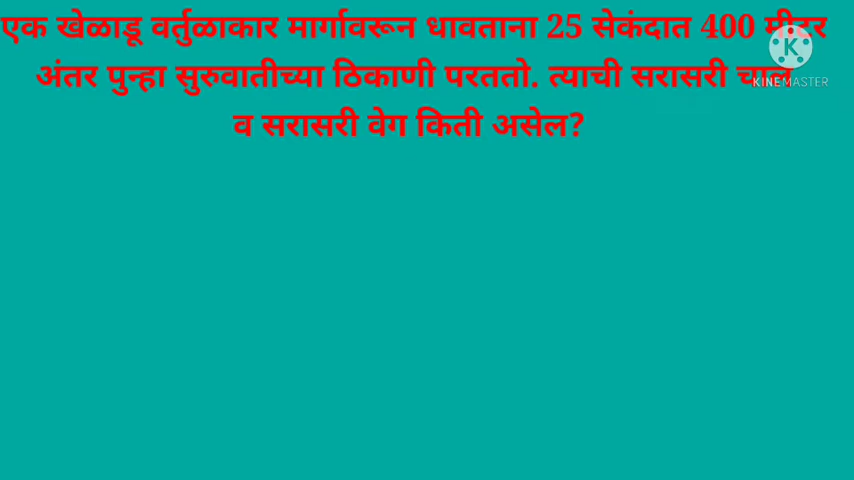 एक खेळाडू वर्तुळाकार मार्गावरून धावताना 25 सेकंदात 400 मीटर
अंतर पुन्हा सुरुवातीच्या ठिकाणी परततो. त्याची सरासरी चाल
व सरासरी वेग किती असेल?
K
KINEMASTER